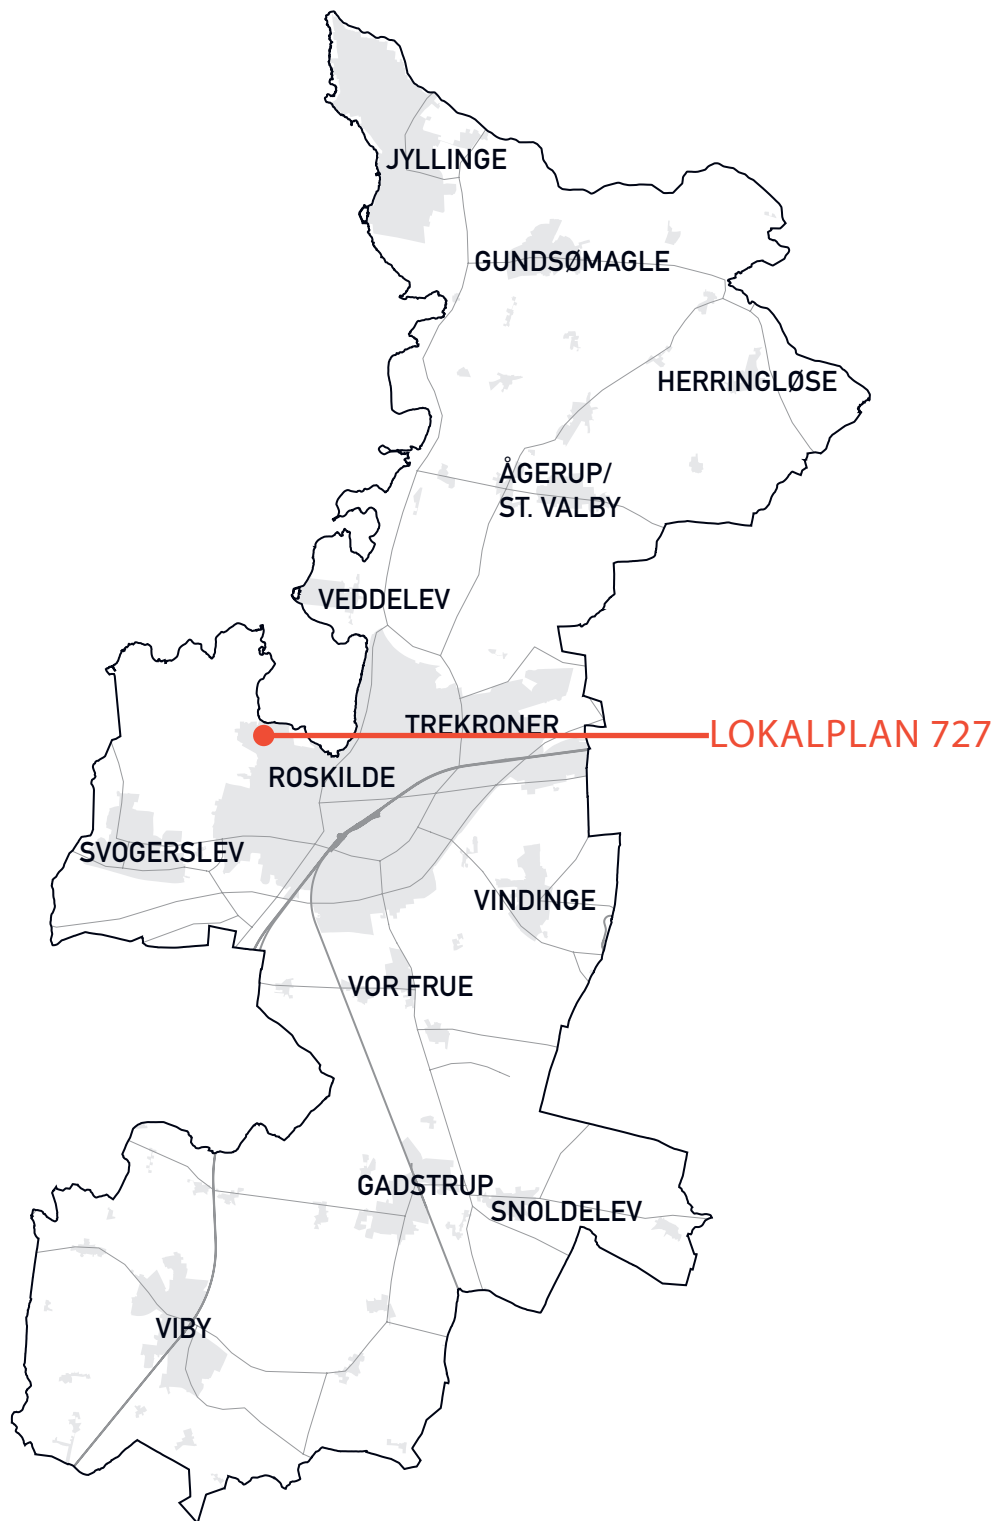 JYLLINGE
GUNDSØMAGLE
HERRINGLØSE
ÅGERUP/
ST. VALBY
VEDDELEV
TREKRONER
LOKALPLAN 727
ROSKILDE
SVOGERSLEV
VINDINGE
VOR FRUE
GADSTRUP
SNOLDELEV
VIBY